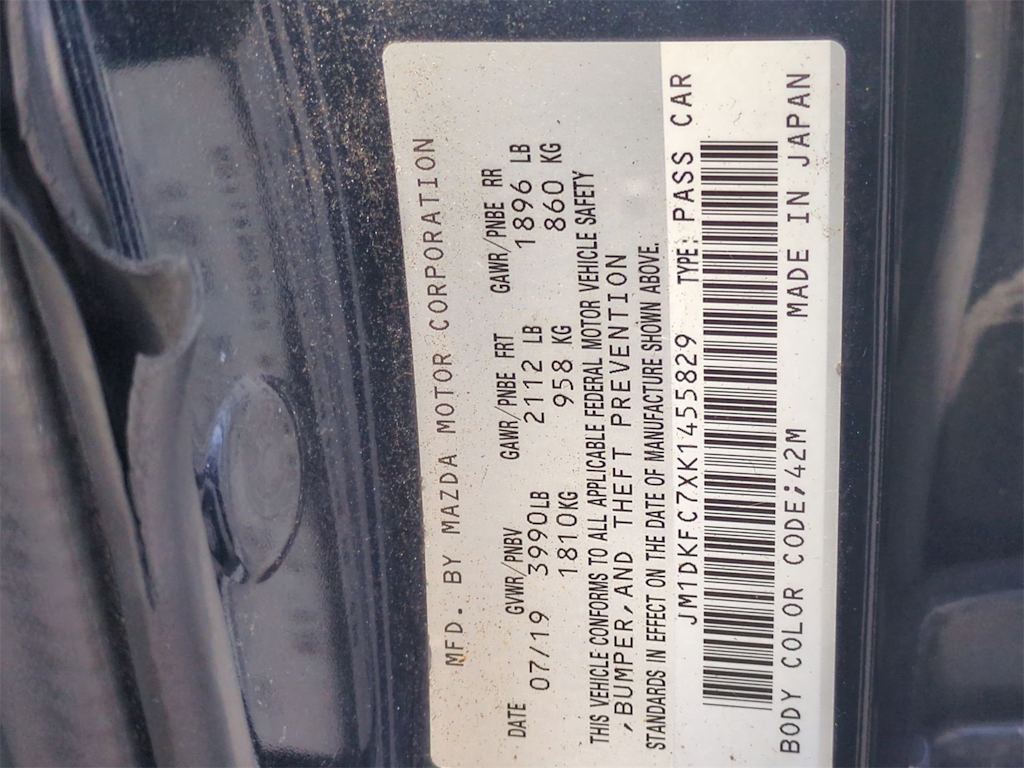 MFD. BY MAZDA MOTOR CORPORATION
DATE GVWR/PNBV GAWR/PNBE FRT GAWR/PNBE RR
07/19 3990LB 2112 LB 1896 LB
1810KG 958 KG 860 KG
THIS VEHICLE CONFORMS TO ALL APPLICABLE FEDERAL MOTOR VEHICLE SAFETY
,BUMPER,AND THEFT PREVENTION
STANDARDS IN EFFECT ON THE DATE OF MANUFACTURE SHOWN ABOVE.
JM1DKFC7XK1455829 TYPE: PASS CAR
BODY COLOR CODE;42M MADE IN JAPAN